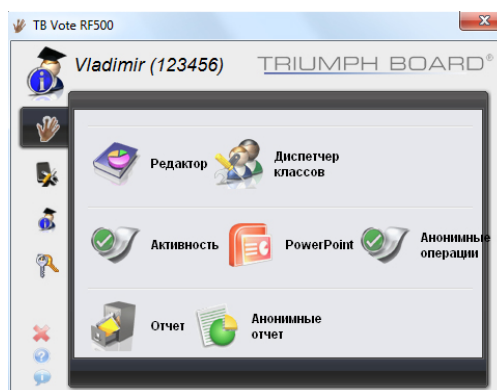 TB Vote RF500
Vladimir (123456)
TRIUMPH BOARD®
Редактор
Диспетчер
классов
Активность
PowerPoint
Анонимные
операции
Отчет
Анонимные
отчет